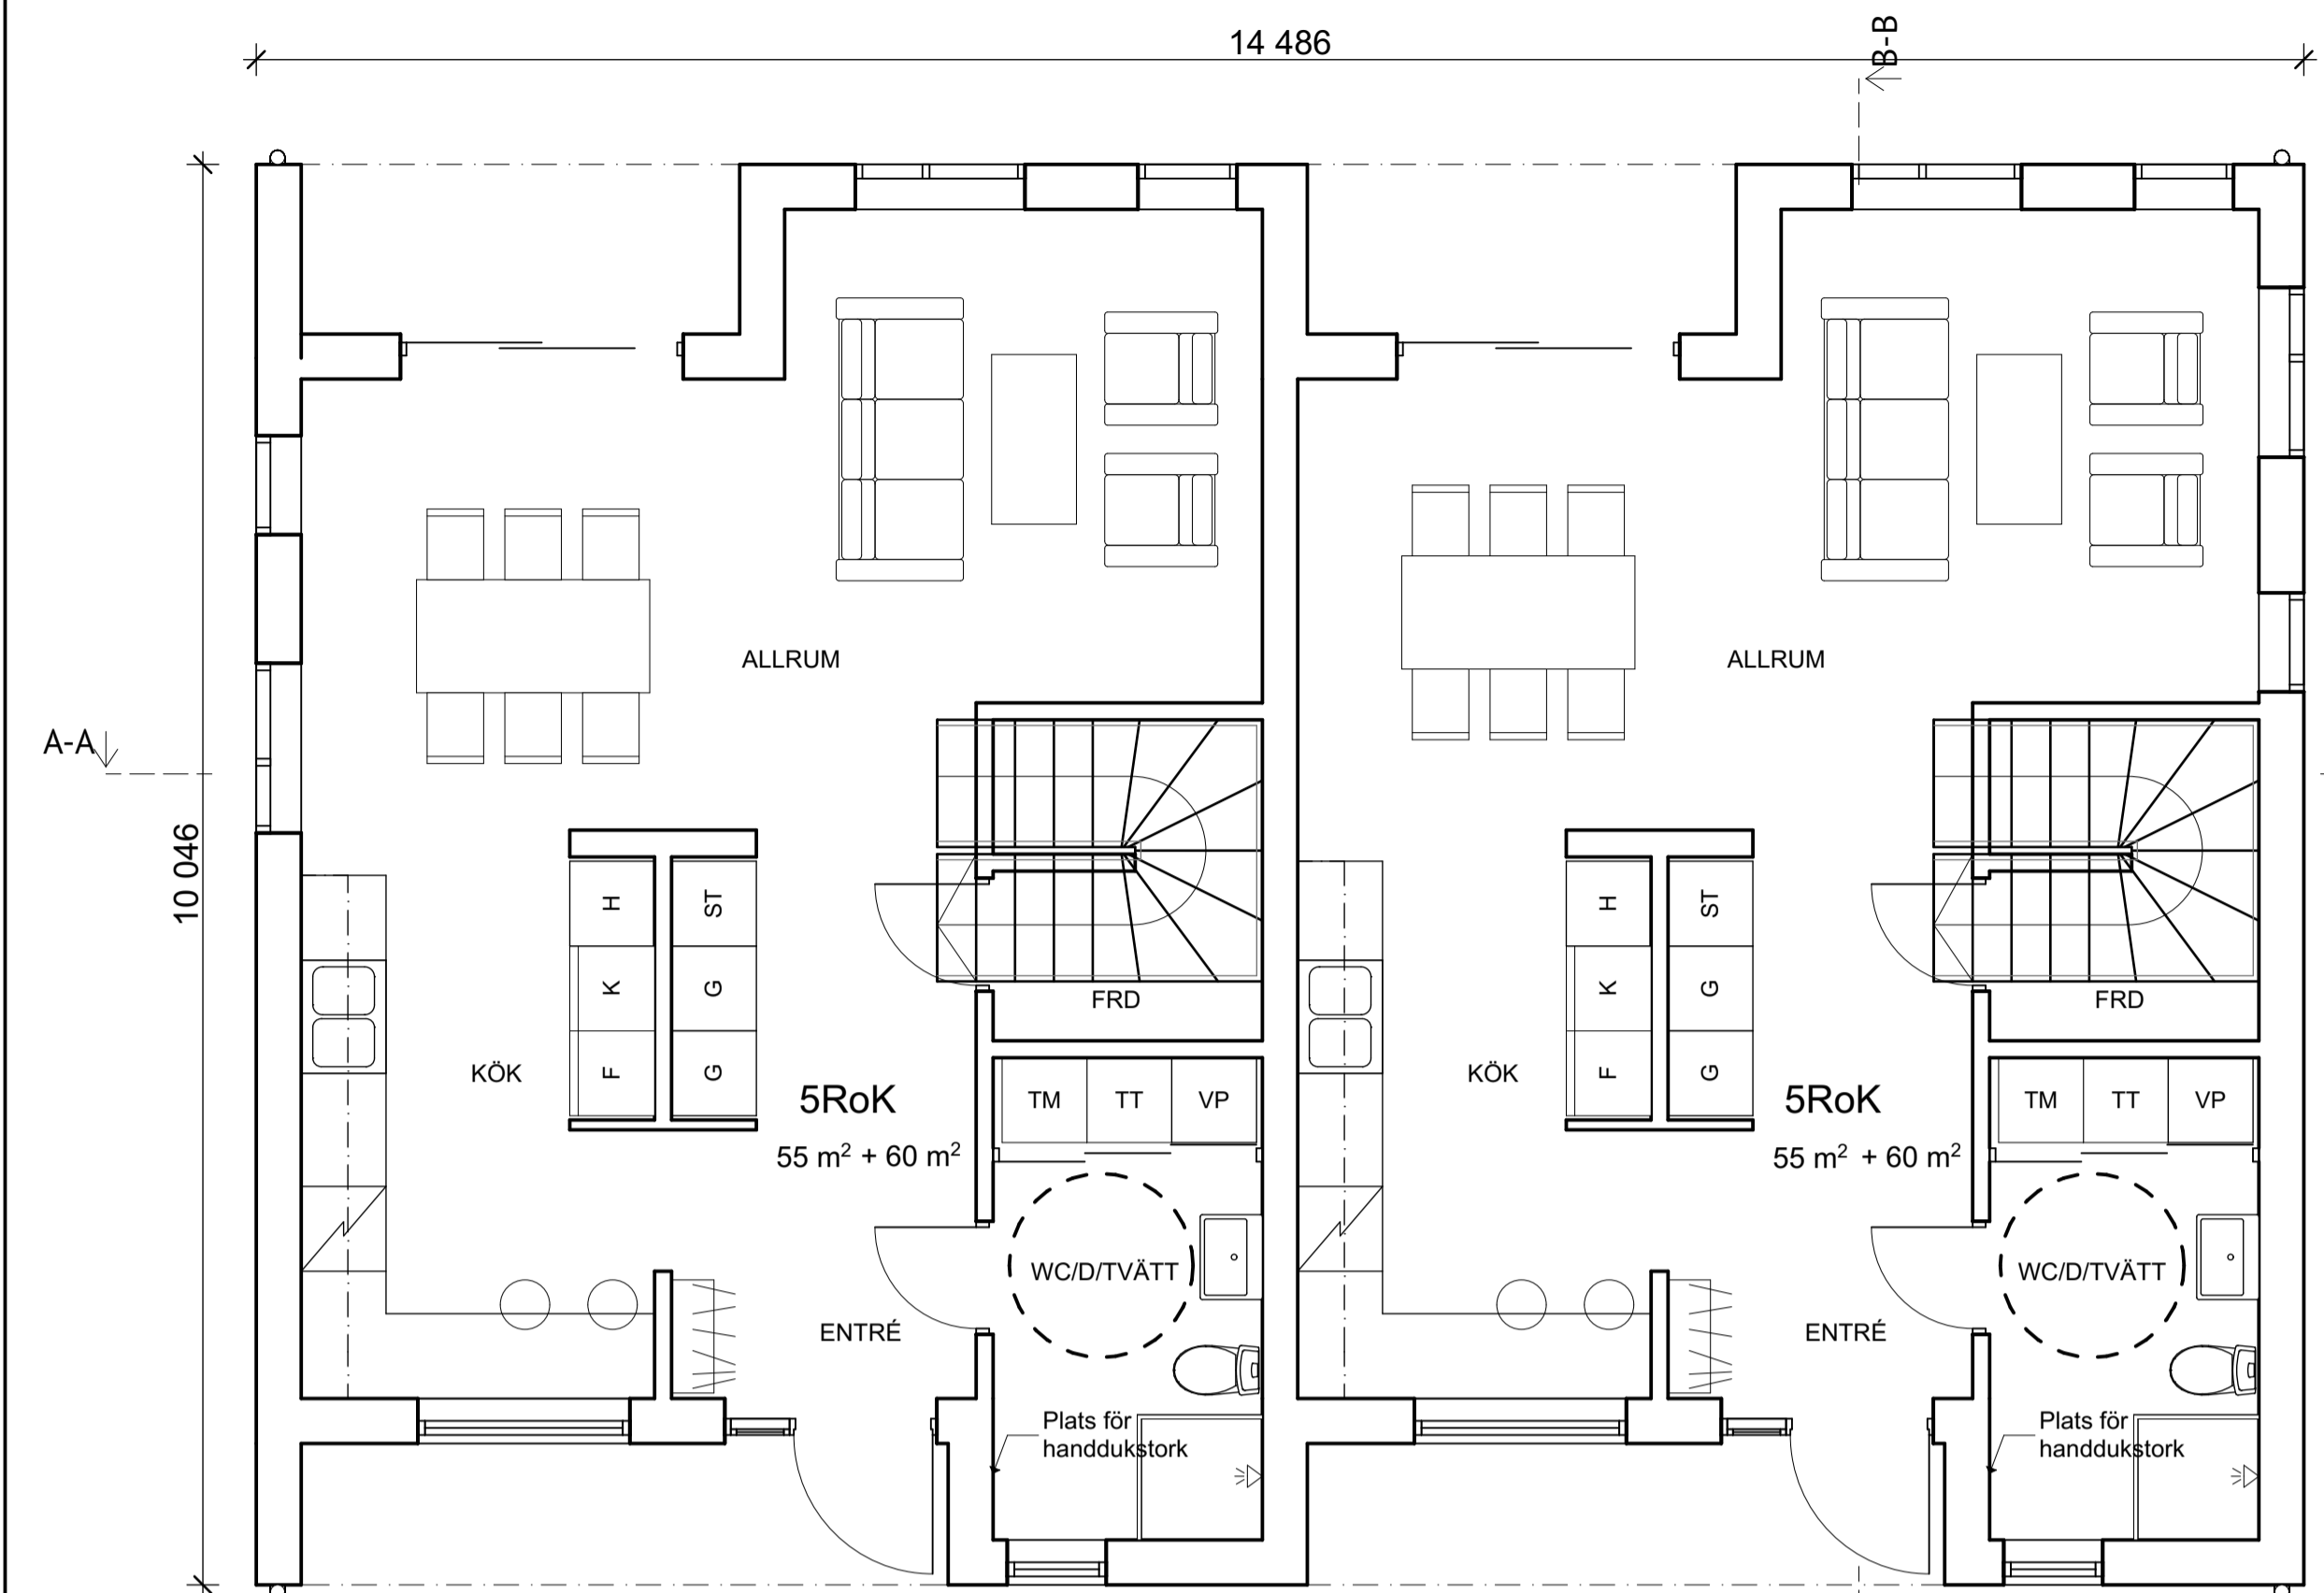 14 486
B-B
A-A
10 046
ALLRUM
ALLRUM
H
ST
K
G
F
G
KÖK
FRD
5RoK
55 m² + 60 m²
TM
TT
VP
WC/D/TVÄTT
ENTRÉ
Plats för
handdukstork
H
ST
K
G
F
G
KÖK
FRD
5RoK
55 m² + 60 m²
TM
TT
VP
WC/D/TVÄTT
ENTRÉ
Plats för
handdukstork